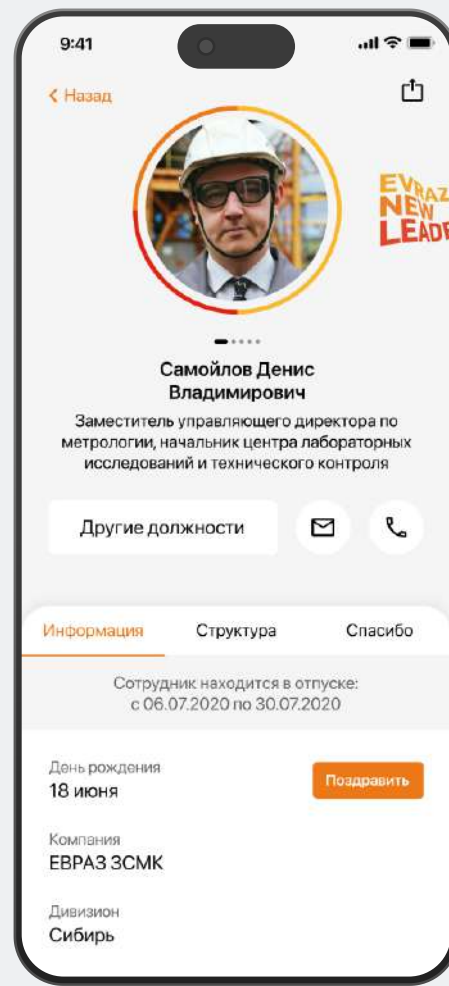 9:41
Назад
EVRAZ
NEW
LEADE
Самойлов Денис
Владимирович
Заместитель управляющего директора по
метрологии, начальник центра лабораторных
исследований и технического контроля
Другие должности
Информация Структура Спасибо
Сотрудник находится в отпуске:
с 06.07.2020 по 30.07.2020
День рождения
18 июня
Поздравить
Компания
ЕВРАЗ ЗСМК
Дивизион
Сибирь